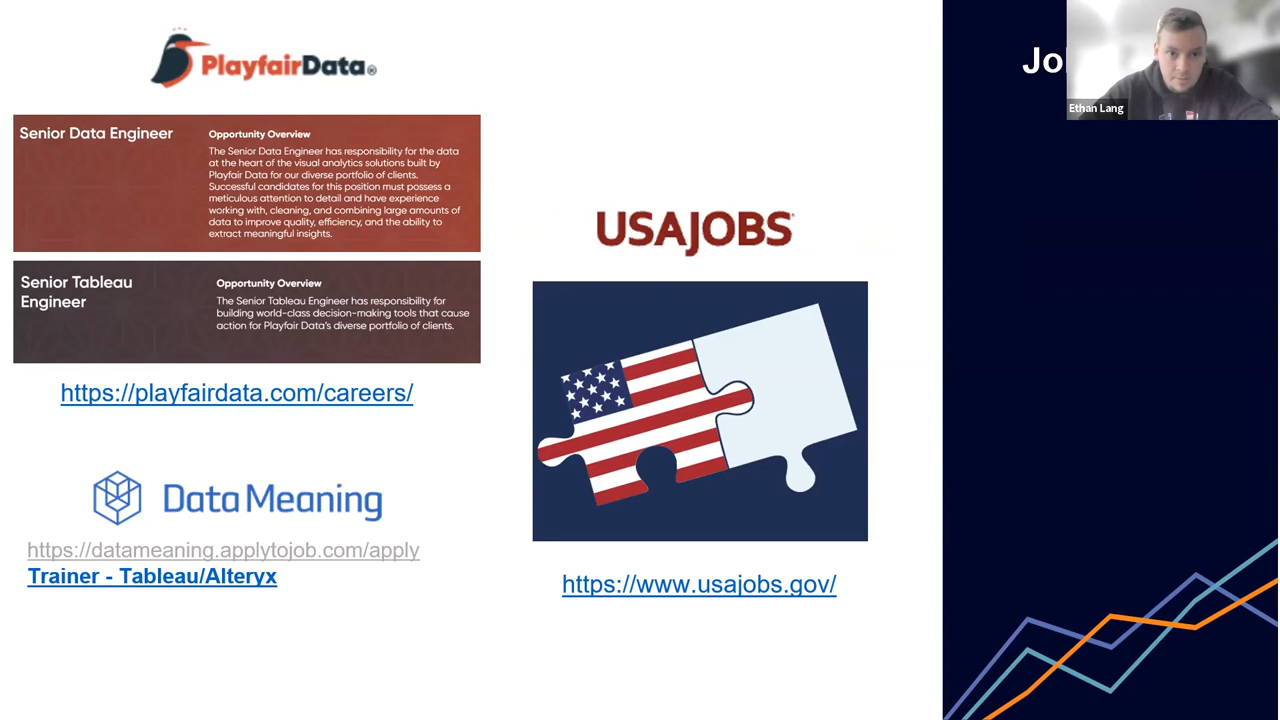 PlayfairData®
Senior Data Engineer
Opportunity Overview
The Senior Data Engineer has responsibility for the data
at the heart of the visual analytics solutions built by
Playfair Data for our diverse portfolio of clients.
Successful candidates for this position must possess a
meticulous attention to detail and have experience
working with, cleaning, and combining large amounts of
data to improve quality, efficiency, and the ability to
extract meaningful insights.
Senior Tableau
Engineer
Opportunity Overview
The Senior Tableau Engineer has responsibility for
building world-class decision-making tools that cause
action for Playfair Data's diverse portfolio of clients.
https://playfairdata.com/careers/
Data Meaning
https://datameaning.applytojob.com/apply
Trainer - Tableau/Alteryx
USAJOBS
https://www.usajobs.gov/
Ethan Lang